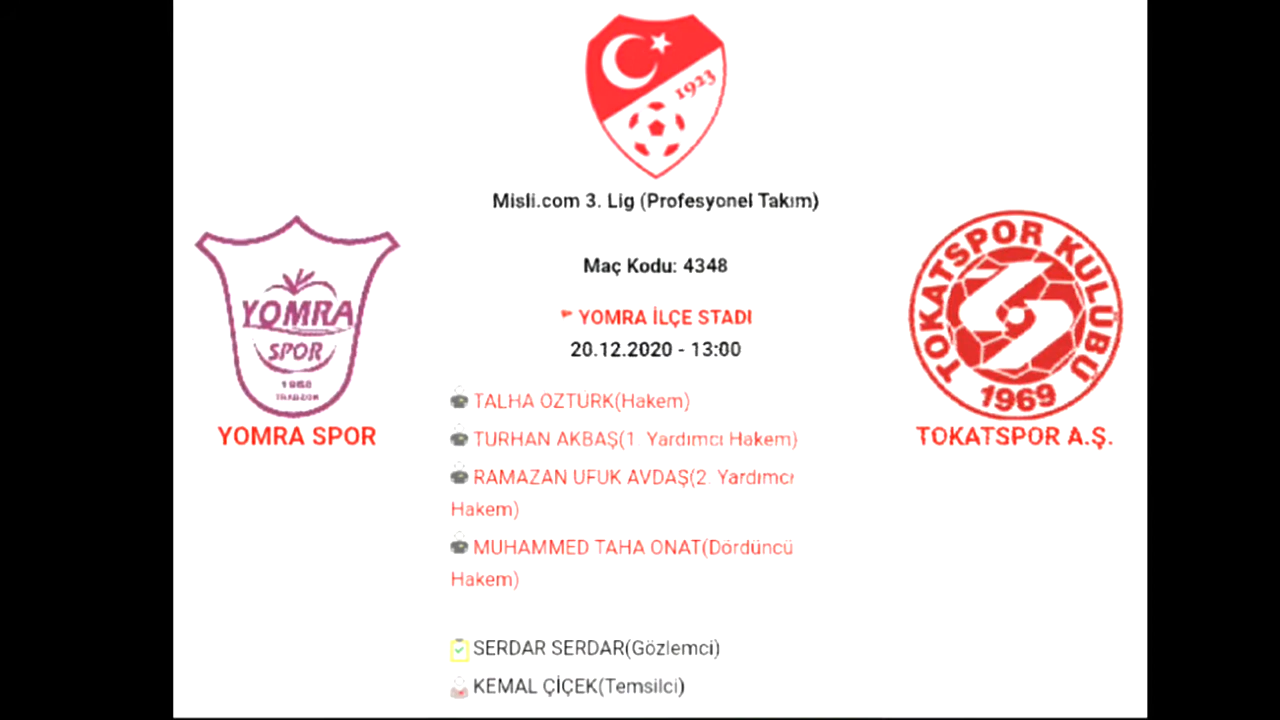 1923
Misli.com 3. Lig (Profesyonel Takım)
Maç Kodu: 4348
YOMRA İLÇE STADI
20.12.2020 - 13:00
YOMRA
SPOR
YOMRA SPOR
TOKATSPOR KULÜBÜ
1969
TOKATSPOR A.Ş.
TALHA ÖZTÜRK(Hakem)
TURHAN AKBAŞ(1. Yardımcı Hakem)
RAMAZAN UFUK AVDAŞ(2. Yardımcı
Hakem)
MUHAMMED TAHA ONAT(Dördüncü
Hakem)
SERDAR SERDAR(Gözlemci)
KEMAL ÇİÇEK(Temsilci)